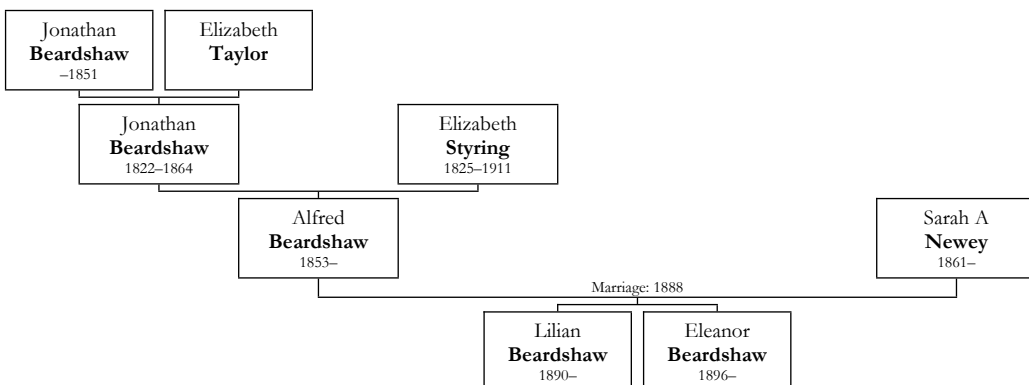 Jonathan
Beardshaw
–1851
Elizabeth
Taylor
Jonathan
Beardshaw
1822–1864
Elizabeth
Styring
1825–1911
Alfred
Beardshaw
1853–
Sarah A
Newey
1861–
Marriage: 1888
Lilian
Beardshaw
1890–
Eleanor
Beardshaw
1896–